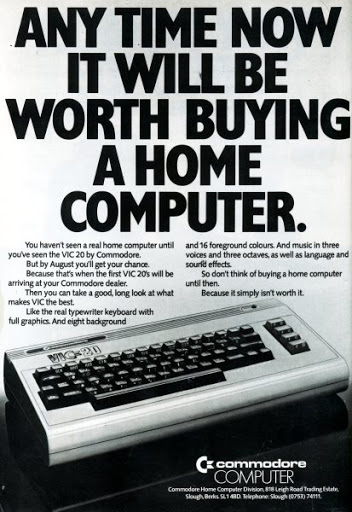 ANY TIME NOW
IT WILL BE
WORTH BUYING
A HOME
COMPUTER.
You haven't seen a real home computer until
you've seen the VIC 20 by Commodore.
But by August you'll get your chance.
Because that's when the first VIC 20's will be
arriving at your Commodore dealer.
Then you can take a good, long look at what
makes VIC the best.
Like the real typewriter keyboard with
full graphics. And eight background
and 16 foreground colours. And music in three
voices and three octaves, as well as language and
sound effects.
So don't think of buying a home computer
until then.
Because it simply isn't worth it.
VIC-20
commodore
COMPUTER
Commodore Home Computer Division, 818 Leigh Road Trading Estate,
Slough, Berks. SL1 4BD. Telephone: Slough (0753) 74111.